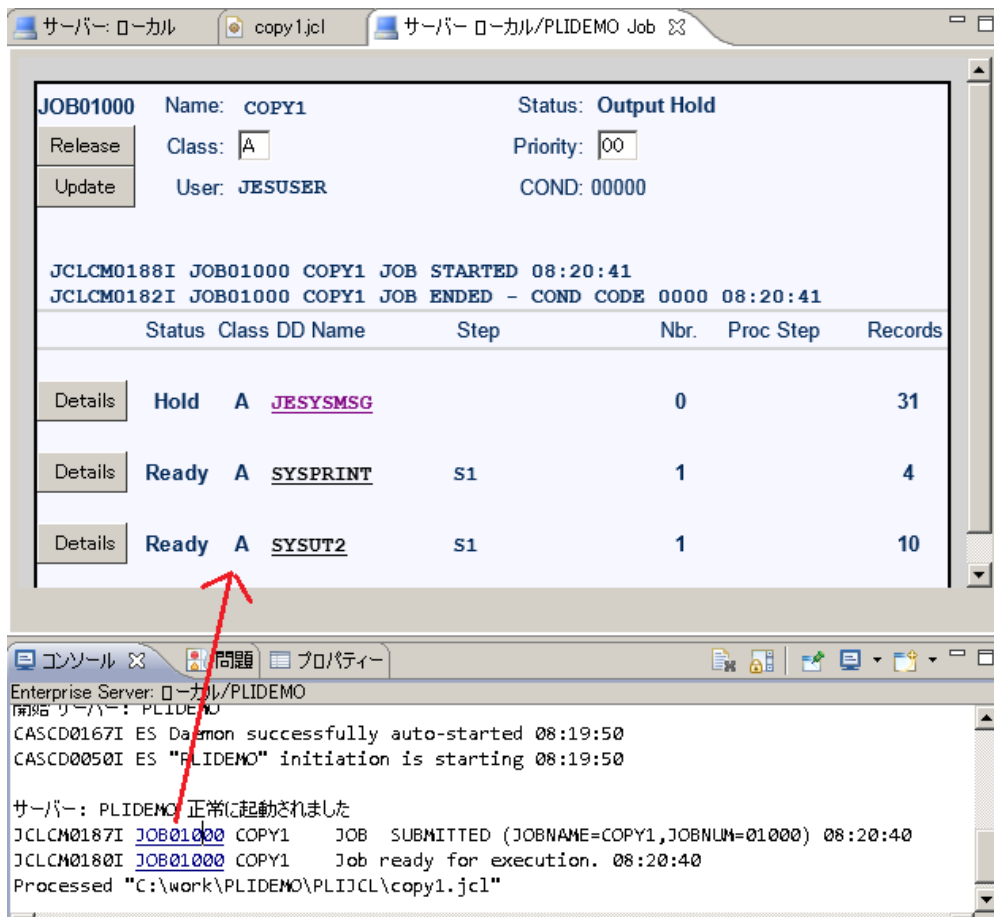 サーバー: ローカル copy1.jcl サーバー ローカル/PLIDEMO Job
JOB01000 Name: COPY1 Status: Output Hold
Release Class: A Priority: 00
Update User: JESUSER COND: 00000
JCLCM0188I JOB01000 COPY1 JOB STARTED 08:20:41
JCLCM0182I JOB01000 COPY1 JOB ENDED - COND CODE 0000 08:20:41
Status Class DD Name Step Nbr. Proc Step Records
Details Hold A JESYSMSG 0 31
Details Ready A SYSPRINT S1 1 4
Details Ready A SYSUT2 S1 1 10
コンソール 問題 プロパティー
Enterprise Server: ローカル/PLIDEMO
開始 サーバー: PLIDEMO
CASCD0167I ES Daemon successfully auto-started 08:19:50
CASCD0050I ES "PLIDEMO" initiation is starting 08:19:50
サーバー: PLIDEMO 正常に起動されました
JCLCM0187I JOB01000 COPY1 JOB SUBMITTED (JOBNAME=COPY1,JOBNUM=01000) 08:20:40
JCLCM0180I JOB01000 COPY1 Job ready for execution. 08:20:40
Processed "C:\work\PLIDEMO\PLIJCL\copy1.jcl"